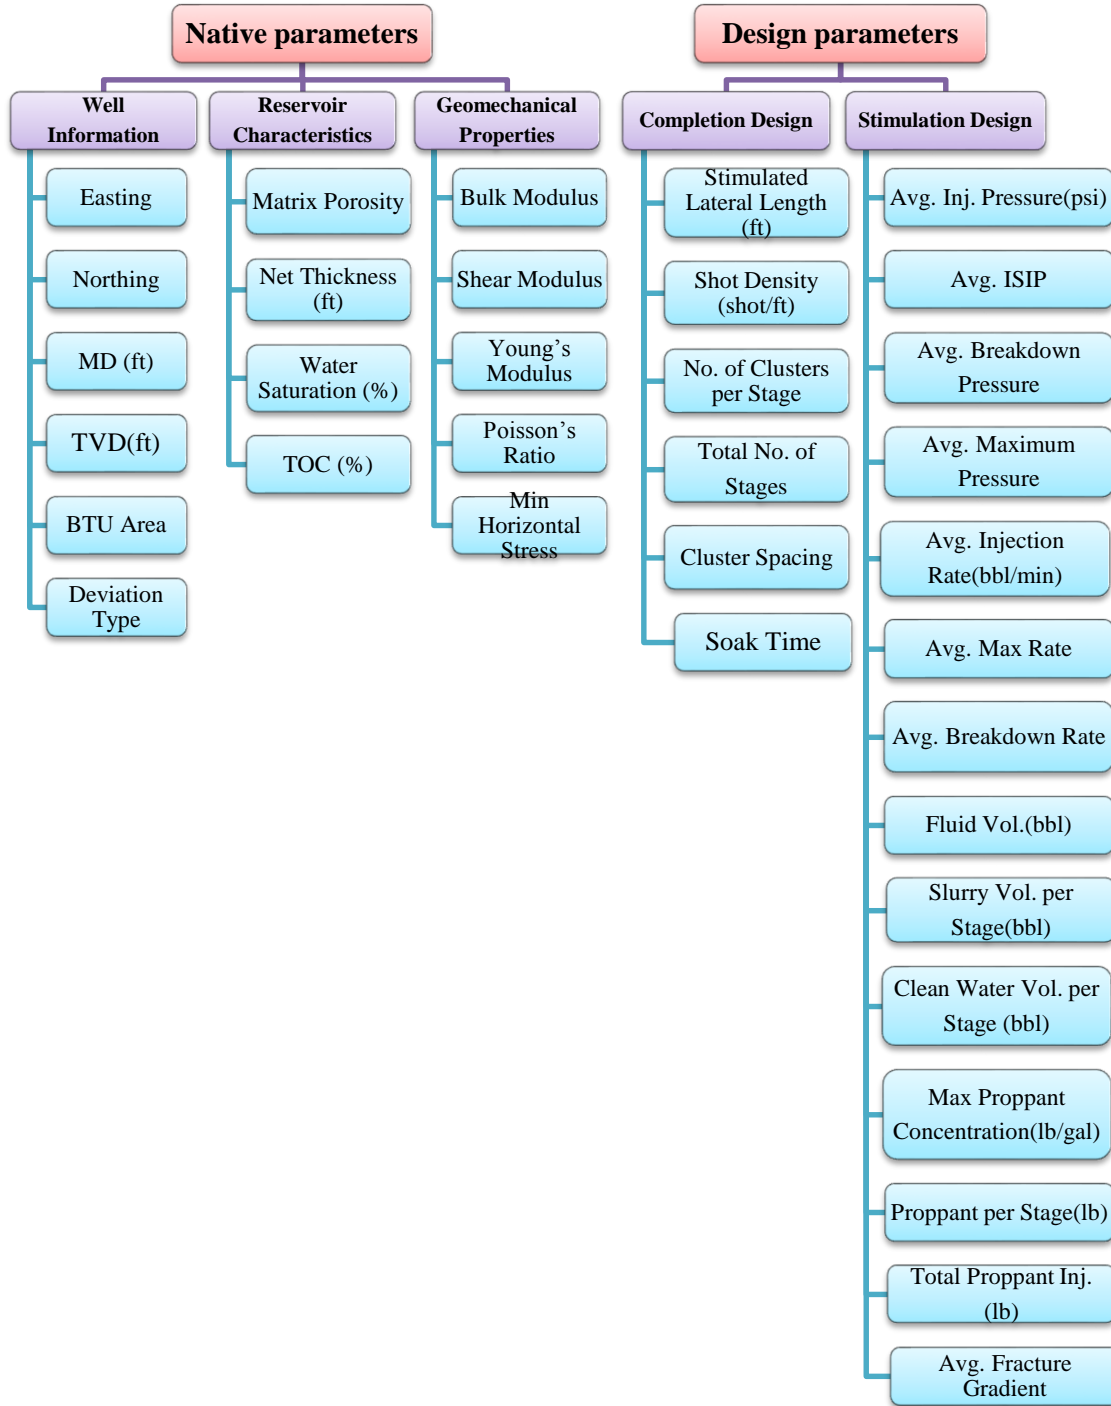 Native parameters
Well
Information
Easting
Northing
MD (ft)
TVD(ft)
BTU Area
Deviation
Type
Reservoir
Characteristics
Matrix Porosity
Net Thickness
(ft)
Water
Saturation (%)
TOC (%)
Geomechanical
Properties
Bulk Modulus
Shear Modulus
Young’s
Modulus
Poisson’s
Ratio
Min
Horizontal
Stress
Design parameters
Completion Design
Stimulated
Lateral Length
(ft)
Shot Density
(shot/ft)
No. of Clusters
per Stage
Total No. of
Stages
Cluster Spacing
Soak Time
Stimulation Design
Avg. Inj. Pressure(psi)
Avg. ISIP
Avg. Breakdown
Pressure
Avg. Maximum
Pressure
Avg. Injection
Rate(bbl/min)
Avg. Max Rate
Avg. Breakdown Rate
Fluid Vol.(bbl)
Slurry Vol. per
Stage(bbl)
Clean Water Vol. per
Stage (bbl)
Max Proppant
Concentration(lb/gal)
Proppant per Stage(lb)
Total Proppant Inj.
(lb)
Avg. Fracture
Gradient